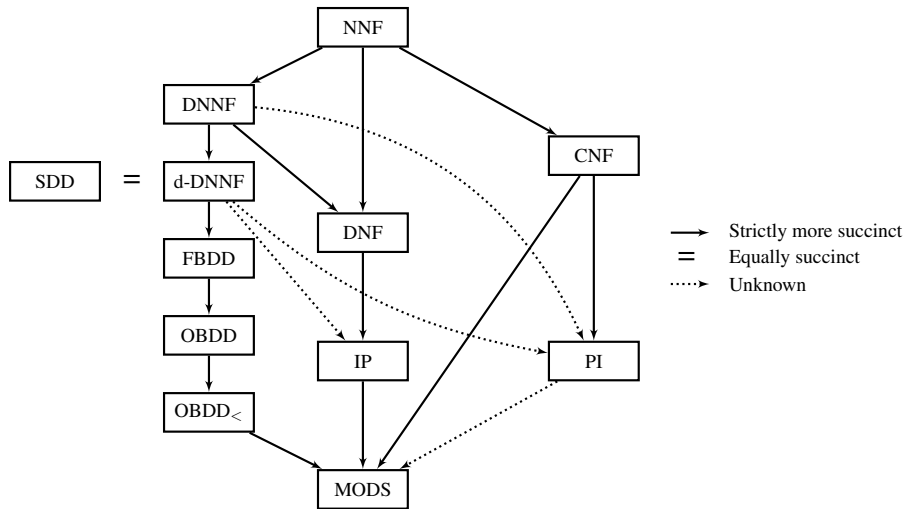 NNF
DNNF
CNF
SDD = d-DNNF
DNF
FBDD
OBDD
IP
PI
OBDD<
MODS
Strictly more succinct
= Equally succinct
Unknown